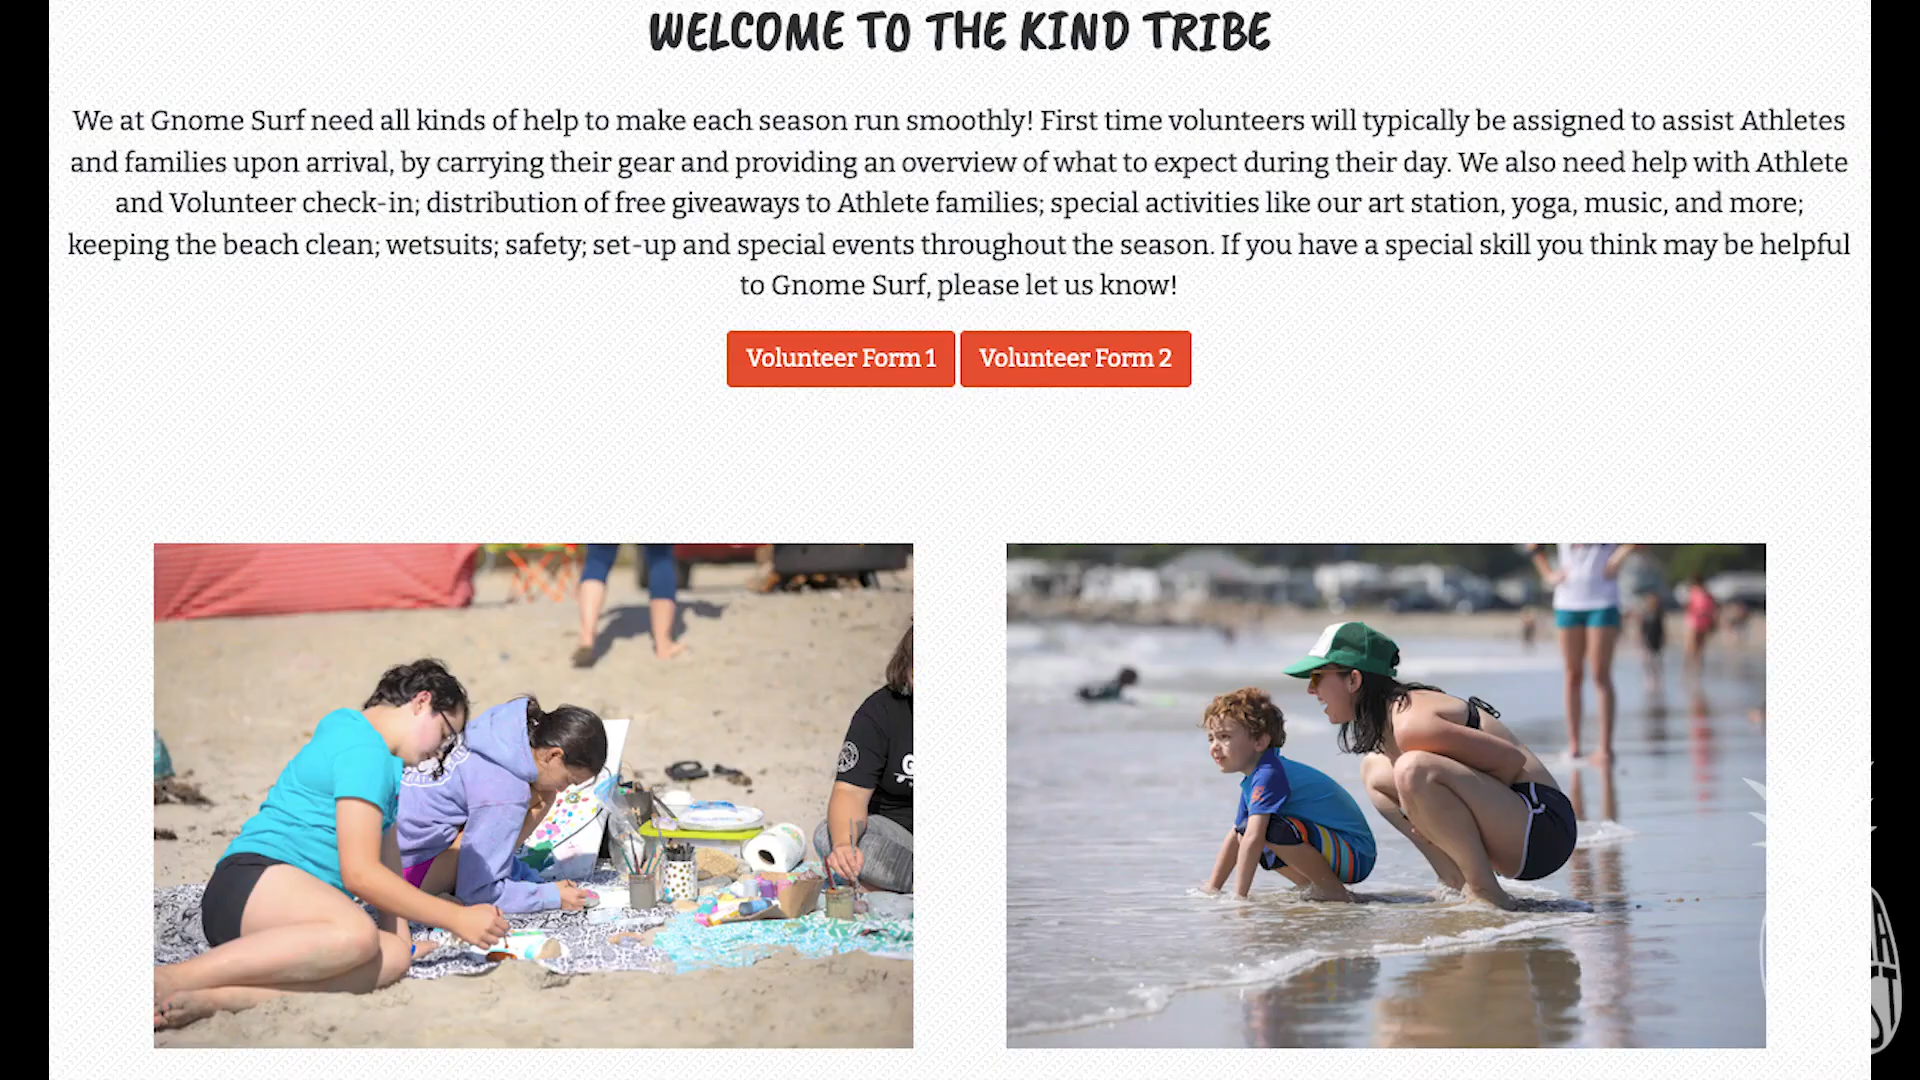 WELCOME TO THE KIND TRIBE
We at Gnome Surf need all kinds of help to make each season run smoothly! First time volunteers will typically be assigned to assist Athletes
and families upon arrival, by carrying their gear and providing an overview of what to expect during their day. We also need help with Athlete
and Volunteer check-in; distribution of free giveaways to Athlete families; special activities like our art station, yoga, music, and more;
keeping the beach clean; wetsuits; safety; set-up and special events throughout the season. If you have a special skill you think may be helpful
to Gnome Surf, please let us know!
Volunteer Form 1
Volunteer Form 2